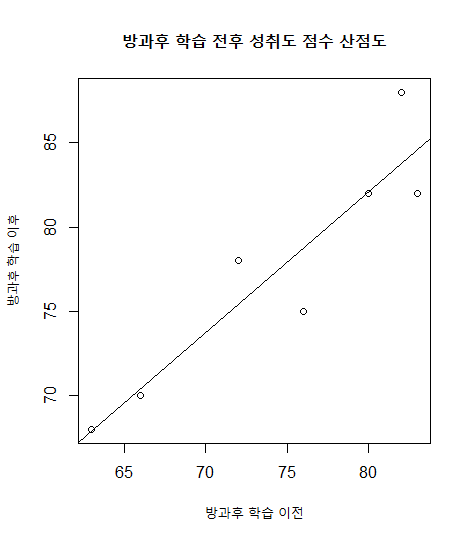 방과후 학습 전후 성취도 점수 산점도
방과후 학습 이후
85
80
75
70
65 70 75 80
방과후 학습 이전